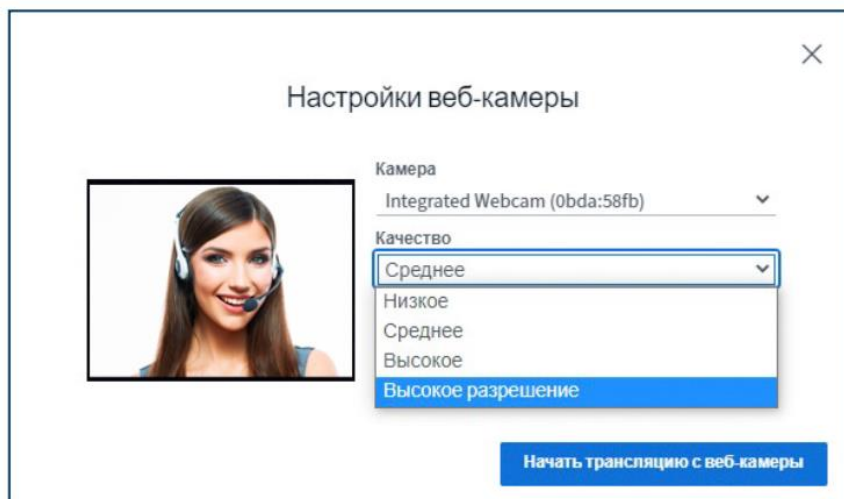 Настройки веб-камеры
Камера
Integrated Webcam (0bda:58fb)
Качество
Среднее
Низкое
Среднее
Высокое
Высокое разрешение
Начать трансляцию с веб-камеры